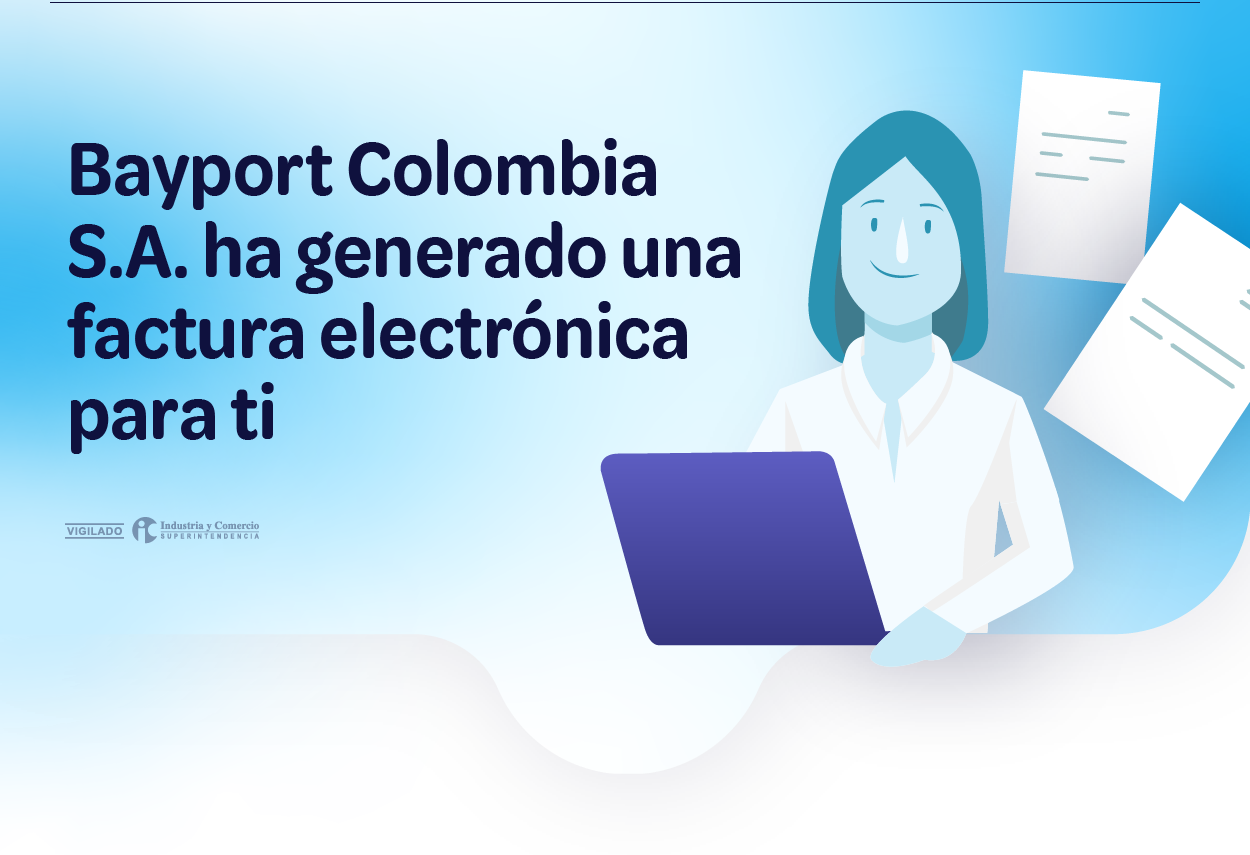 Bayport Colombia
S.A. ha generado una
factura electrónica
para ti
VIGILADO
Industria y Comercio
SUPERINTENDENCIA